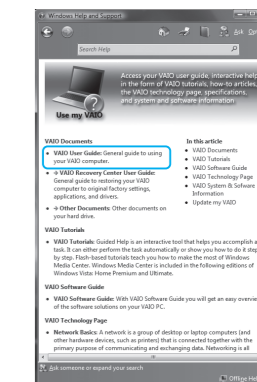 Windows Help and Support
Ask
Search Help
Access your VAIO user guide, interactive help
in the form of VAIO tutorials, how-to articles,
the VAIO technology page, specifications,
and system and software information
Use my VAIO
VAIO Documents
In this article
• VAIO User Guide: General guide to using
your VAIO computer.
• VAIO Documents
• VAIO Tutorials
• VAIO Software Guide
• VAIO Technology Page
• VAIO System & Sofware
Information
• Update my VAIO
• VAIO Recovery Center User Guide:
General guide to restoring your VAIO
computer to original factory settings,
applications, and drivers.
• Other Documents: Other documents on
your hard drive.
VAIO Tutorials
• VAIO Tutorials: Guided Help is an interactive tool that helps you accomplish a
task. It can either perform the task automatically or show you how to do it step
by step. Flash-based tutorials teach you how to make the most of Windows
Media Center. Windows Media Center is included in the following editions of
Windows Vista: Home Premium and Ultimate.
VAIO Software Guide
• VAIO Software Guide: With VAIO Software Guide you will get an easy overvie
of the software solutions on your VAIO PC.
VAIO Technology Page
• Network Basics: A network is a group of desktop or laptop computers (and
other hardware devices, such as printers) that is connected together with the
primary purpose of communicating and exchanging data. Networking is all
Ask someone or expand your search
Offline Hel